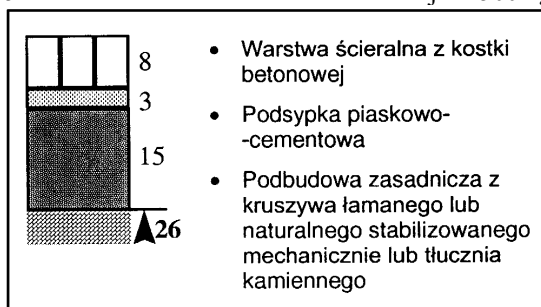 8
3
15
26
• Warstwa ścieralna z kostki
betonowej
• Podsypka piaskowo-
-cementowa
• Podbudowa zasadnicza z
kruszywa łamanego lub
naturalnego stabilizowanego
mechanicznie lub tłucznia
kamiennego